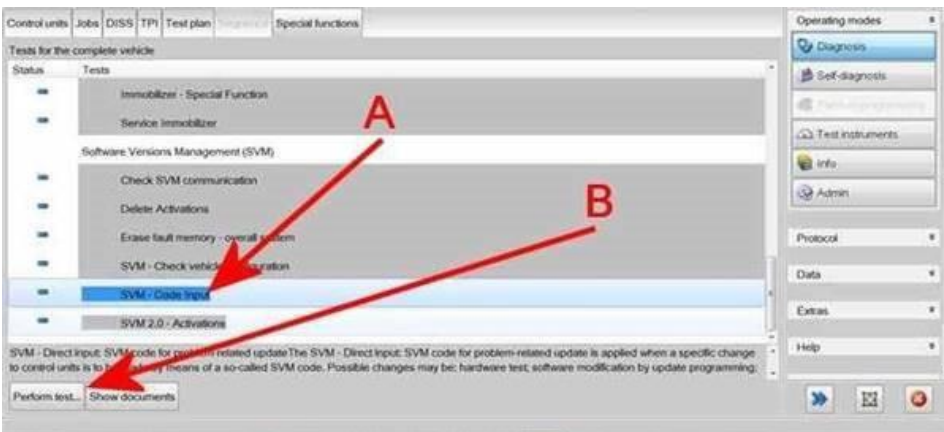 Control units Jobs DISS TPI Test plan Special functions
Tests for the complete vehicle
Status Tests
Immobilizer - Special Function
Service Immobilizer
Software Versions Management (SVM)
Check SVM communication
Delete Activations
Erase fault memory - overall system
SVM - Check vehicle configuration
SVM - Code Input
SVM 2.0 - Activations
SVM - Direct Input: SVM code for problem related updateThe SVM - Direct Input: SVM code for problem-related update is applied when a specific change
to control units is to be by means of a so-called SVM code. Possible changes may be: hardware test; software modification by update programming;
Perform test... Show documents
A
B
Operating modes
Diagnosis
Self-diagnosis
Test instruments
Info
Admin
Protocol
Data
Extras
Help